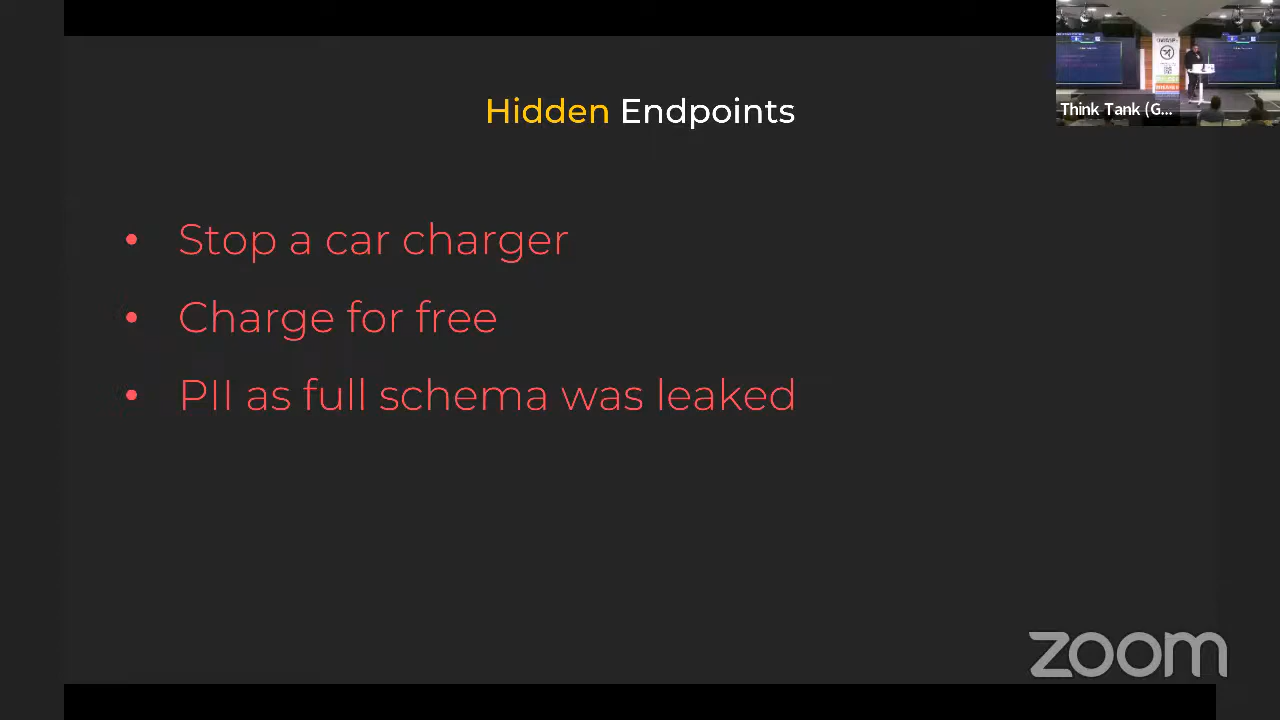 Hidden Endpoints
Think Tank (G...
• Stop a car charger
• Charge for free
• PII as full schema was leaked
zoom